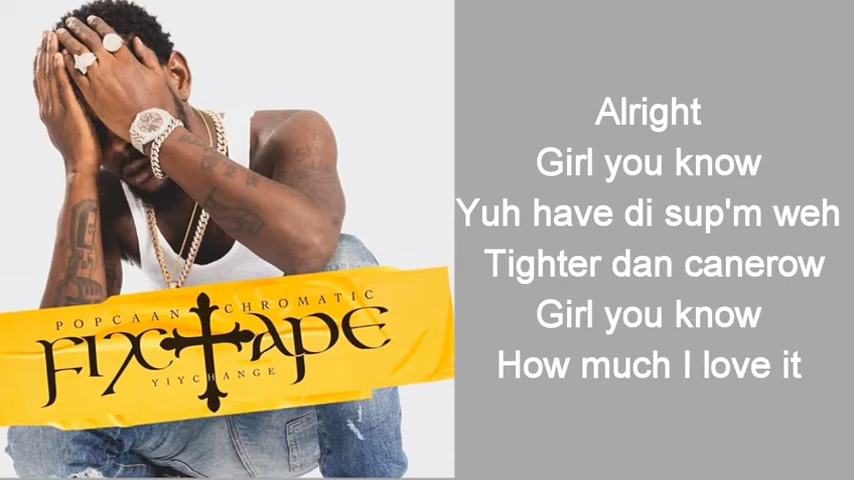 POPCAAN CHROMATIC
FIXTAPE
YIYCHANGE
Alright
Girl you know
Yuh have di sup'm weh
Tighter dan canerow
Girl you know
How much I love it